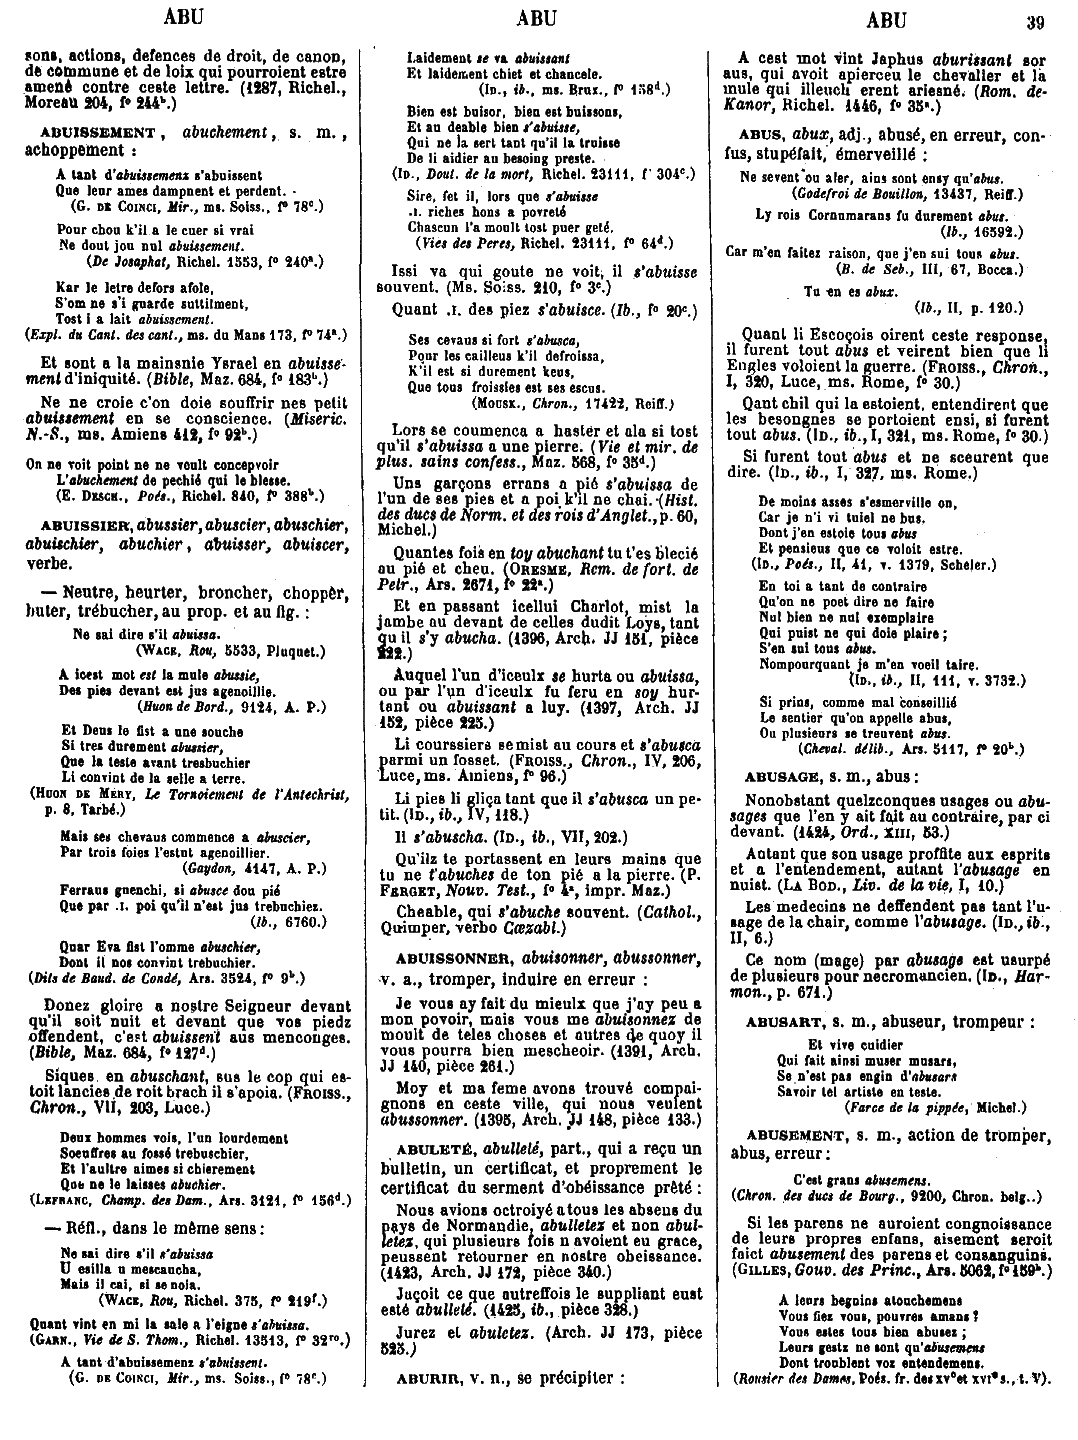 ABU
ABU
ABU
39
sons, actions, defences de droit, de canon,
de commune et de loix qui pourroient estre
amené contre ceste lettre. (1287, Richel.,
Moreau 204, fº 244ᵇ.)
ABUISSEMENT, abuchement, s. m.,
achoppement :
A tant d'abuissemenz s'abuissent
Que leur ames dampnent et perdent.
(G. DE COINCI, Mir., ms. Soiss., fº 78ᶜ.)
Pour chou k'il a le cuer si vrai
Ne dout jou nul abuissement.
(De Josaphat, Richel. 1553, fº 240ª.)
Kar le letre defors afole,
S'om ne s'i guarde suttilment,
Tost i a lait abuissement.
(Expl. du Cant. des cant., ms. du Mans 173, fº 74ª.)
Et sont a la mainsnie Ysrael en abuisse-
ment d'iniquité. (Bible, Maz. 684, fº 183ᵇ.)
Ne ne croie c'on doie souffrir nes petit
abuissement en se conscience. (Miseric.
N.-S., ms. Amiens 412, fº 92ᵇ.)
On ne voit point ne ne voult concepvoir
L'abuchement de pechié qui le blesse.
(E. DESCH., Poés., Richel. 840, fº 388ᵇ.)
ABUISSIER, abussier, abuscier, abuschier,
abuischier, abuchier, abuisser, abuiscer,
verbe.
— Neutre, heurter, broncher, chopper,
buter, trébucher, au prop. et au fig. :
Ne sai dire s'il abuissa.
(WACE, Rou, 5533, Pluquet.)
A icest mot est la mule abussie,
Des pies devant est jus agenoillie.
(Huon de Bord., 9124, A. P.)
Et Deus le fist a une souche
Si tres durement abussier,
Que la teste avant tresbuchier
Li convint de la selle a terre.
(HUON DE MÉRY, Le Tornoiement de l'Antechrist,
p. 8, Tarbé.)
Mais ses chevaus commence a abuscier,
Par trois foies l'estut agenoillier.
(Gaydon, 4147, A. P.)
Ferraus guenchi, si abusce dou pié
Que par .I. poi qu'il n'est jus trebuchiez.
(Ib., 6760.)
Quar Eva fist l'omme abuschier,
Dont il nos convint trebuchier.
(Dits de Baud. de Condé, Ars. 3524, fº 9ᵇ.)
Donez gloire a nostre Seigneur devant
qu'il soit nuit et devant que vos piedz
offendent, c'est abuissent aus menconges.
(Bible, Maz. 684, fº 127ᵈ.)
Siques en abuschant, sus le cop qui es-
toit lancies de roit brach il s'apoia. (FROISS.,
Chron., VII, 203, Luce.)
Deux hommes vois, l'un lourdement
Soeuffres au fossé trebuschier,
Et l'aultre aimes si chierement
Que ne le laisses abuchier.
(LEFRANC, Champ. des Dam., Ars. 3121, fº 156ᵈ.)
— Réfl., dans le même sens :
Ne sai dire s'il s'abuissa
U esilla u mescaucha,
Mais il cai, si se noia.
(WACE, Rou, Richel. 375, fº 219ᶠ.)
Quant vint en mi la sale a l'eigne s'abuissa.
(GARN., Vie de S. Thom., Richel. 13513, fº 32ʳº.)
A tant d'abuissemenz s'abuissent.
(G. DE COINCI, Mir., ms. Soiss., fº 78ᶜ.)
Laidement se va abuissant
Et laidement chiet et chancele.
(ID., ib., ms. Brux., fº 158ᵈ.)
Bien est buisor, bien est buissons,
Et au deable bien s'abuisse,
Qui ne la sert tant qu'il la truisse
De li aidier au besoing preste.
(ID., Dout. de la mort, Richel. 23111, fº 304ᶜ.)
Sire, fet il, lors que s'abuisse
.I. riches hons a povreté
Chascun l'a moult tost puer geté.
(Vies des Peres, Richel. 23111, fº 64ᵈ.)
Issi va qui goute ne voit, il s'abuisse
souvent. (Ms. Soiss. 210, fº 3ᶜ.)
Quant .I. des piez s'abuisce. (Ib., fº 20ᶜ.)
Ses cevaus si fort s'abusca,
Pour les cailleus k'il defroissa,
K'il est si durement keus,
Que tous froissies est ses escus.
(MOUSK., Chron., 17422, Reiff.)
Lors se coumenca a haster et ala si tost
qu'il s'abuissa a une pierre. (Vie et mir. de
plus. sains confess., Maz. 568, fº 35ᵈ.)
Uns garçons errans a pié s'abuissa de
l'un de ses pies et a poi k'il ne chai. (Hist.
des ducs de Norm. et des rois d'Anglet., p. 60,
Michel.)
Quantes fois en toy abuchant tu t'es blecié
au pié et cheu. (ORESME, Rem. de fort. de
Petr., Ars. 2671, fº 22ª.)
Et en passant icellui Charlot, mist la
jambe au devant de celles dudit Loys, tant
qu il s'y abucha. (1396, Arch. JJ 151, pièce
222.)
Auquel l'un d'iceulx se hurta ou abuissa,
ou par l'un d'iceulx fu feru en soy hur-
tant ou abuissant a luy. (1397, Arch. JJ
152, pièce 225.)
Li courssiers se mist au cours et s'abusca
parmi un fosset. (FROISS., Chron., IV, 206,
Luce, ms. Amiens, fº 96.)
Li pies li gliça tant que il s'abusca un pe-
tit. (ID., ib., IV, 118.)
Il s'abuscha. (ID., ib., VII, 202.)
Qu'ilz te portassent en leurs mains que
tu ne t'abuches de ton pié a la pierre. (P.
FERGET, Nouv. Test., fº 4ª, impr. Maz.)
Cheable, qui s'abuche souvent. (Cathol.,
Quimper, verbo Cœzabl.)
ABUISSONNER, abuisonner, abussonner,
v. a., tromper, induire en erreur :
Je vous ay fait du mieulx que j'ay peu a
mon povoir, mais vous me abuisonnez de
moult de teles choses et autres de quoy il
vous pourra bien mescheoir. (1391, Arch.
JJ 140, pièce 261.)
Moy et ma feme avons trouvé compai-
gnons en ceste ville, qui nous veulent
abussonner. (1395, Arch. JJ 148, pièce 133.)
ABULETÉ, abulleté, part., qui a reçu un
bulletin, un certificat, et proprement le
certificat du serment d'obéissance prêté :
Nous avions octroiyé a tous les absens du
pays de Normandie, abulletez et non abul-
letez, qui plusieurs fois n avoient eu grace,
peussent retourner en nostre obeissance.
(1423, Arch. JJ 172, pièce 340.)
Juçoit ce que autreffois le suppliant eust
esté abulleté. (1425, ib., pièce 328.)
Jurez et abuletez. (Arch. JJ 173, pièce
525.)
ABURIR, v. n., se précipiter :
A cest mot vint Japhus aburissant sor
aus, qui avoit apierceu le chevalier et la
mule qui illeuch erent ariesné. (Rom. de-
Kanor, Richel. 1446, fº 35ª.)
ABUS, abux, adj., abusé, en erreur, con-
fus, stupéfait, émerveillé :
Ne sevent ou aler, ains sont ensy qu'abus.
(Godefroi de Bouillon, 13437, Reiff.)
Ly rois Cornumarans fu durement abus.
(Ib., 16592.)
Car m'en faitez raison, que j'en sui tous abus.
(B. de Seb., III, 67, Bocca.)
Tu en es abux.
(Ib., II, p. 120.)
Quant li Escoçois oirent ceste response,
il furent tout abus et veirent bien que li
Engles voloient la guerre. (FROISS., Chron.,
I, 320, Luce, ms. Rome, fº 30.)
Qant chil qui la estoient, entendirent que
les besongnes se portoient ensi, si furent
tout abus. (ID., ib., I, 321, ms. Rome, fº 30.)
Si furent tout abus et ne sceurent que
dire. (ID., ib., I, 327, ms. Rome.)
De moins assés s'esmerville on,
Car je n'i vi tuiel ne bus.
Dont j'en estoie tous abus
Et pensieus que ce voloit estre.
(ID., Poés., II, 41, v. 1379, Scheler.)
En toi a tant de contraire
Qu'on ne poet dire ne faire
Nul bien ne nul exemplaire
Qui puist ne qui doie plaire ;
S'en sui tous abus.
Nompourquant je m'en voeil taire.
(ID., ib., II, 111, v. 3732.)
Si prins, comme mal conseillié
Le sentier qu'on appelle abus,
Ou plusieurs se treuvent abus.
(Cheval. délib., Ars. 5117, fº 20ᵇ.)
ABUSAGE, s. m., abus :
Nonobstant quelzconques usages ou abu-
sages que l'en y ait fait au contraire, par ci
devant. (1424, Ord., XIII, 53.)
Autant que son usage proffite aux esprits
et a l'entendement, autant l'abusage en
nuist. (LA BOD., Liv. de la vie, I, 10.)
Les medecins ne deffendent pas tant l'u-
sage de la chair, comme l'abusage. (ID., ib.,
II, 6.)
Ce nom (mage) par abusage est usurpé
de plusieurs pour necromancien. (ID., Har-
mon., p. 671.)
ABUSART, s. m., abuseur, trompeur :
Et vive cuidier
Qui fait ainsi muser musars,
Se n'est pas engin d'abusars
Savoir tel artiste en teste.
(Farce de la pippée, Michel.)
ABUSEMENT, s. m., action de tromper,
abus, erreur :
C'est grans abusemens.
(Chron. des ducs de Bourg., 9200, Chron. belg..)
Si les parens ne auroient congnoissance
de leurs propres enfans, aisement seroit
faict abusement des parens et consanguins.
(GILLES, Gouv. des Princ., Ars. 5062, fº 159ᵇ.)
A leurs begnins atouchemens
Vous fiez vous, pouvres amans ?
Vous estes tous bien abusez ;
Leurs gestz ne sont qu'abusemens
Dont troublent voz entendemens.
(Rousier des Dames, Poés. fr. des XVº et XVIº s., t. V).